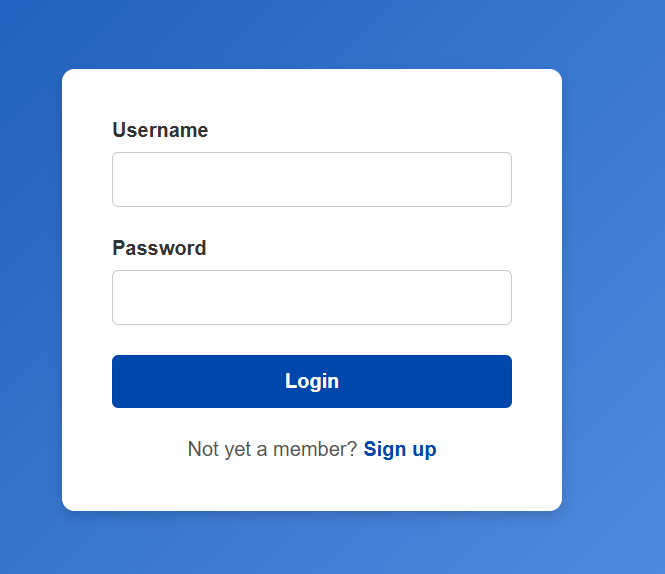 Username
Password
Login
Not yet a member? Sign up